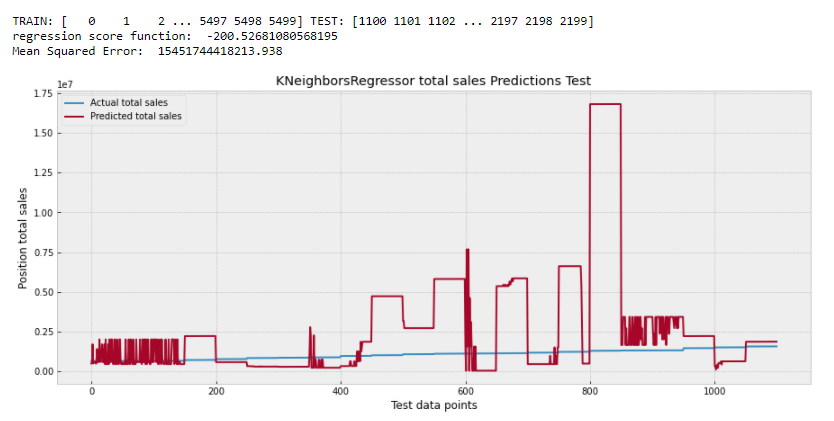 TRAIN: [   0    1    2 ... 5497 5498 5499] TEST: [1100 1101 1102 ... 2197 2198 2199]
regression score function:  -200.52681080568195
Mean Squared Error:  15451744418213.938
KNeighborsRegressor total sales Predictions Test
1e7
Actual total sales
Predicted total sales
1.75
1.50
1.25
1.00
0.75
0.50
0.25
0.00
Position total sales
0 200 400 600 800 1000
Test data points